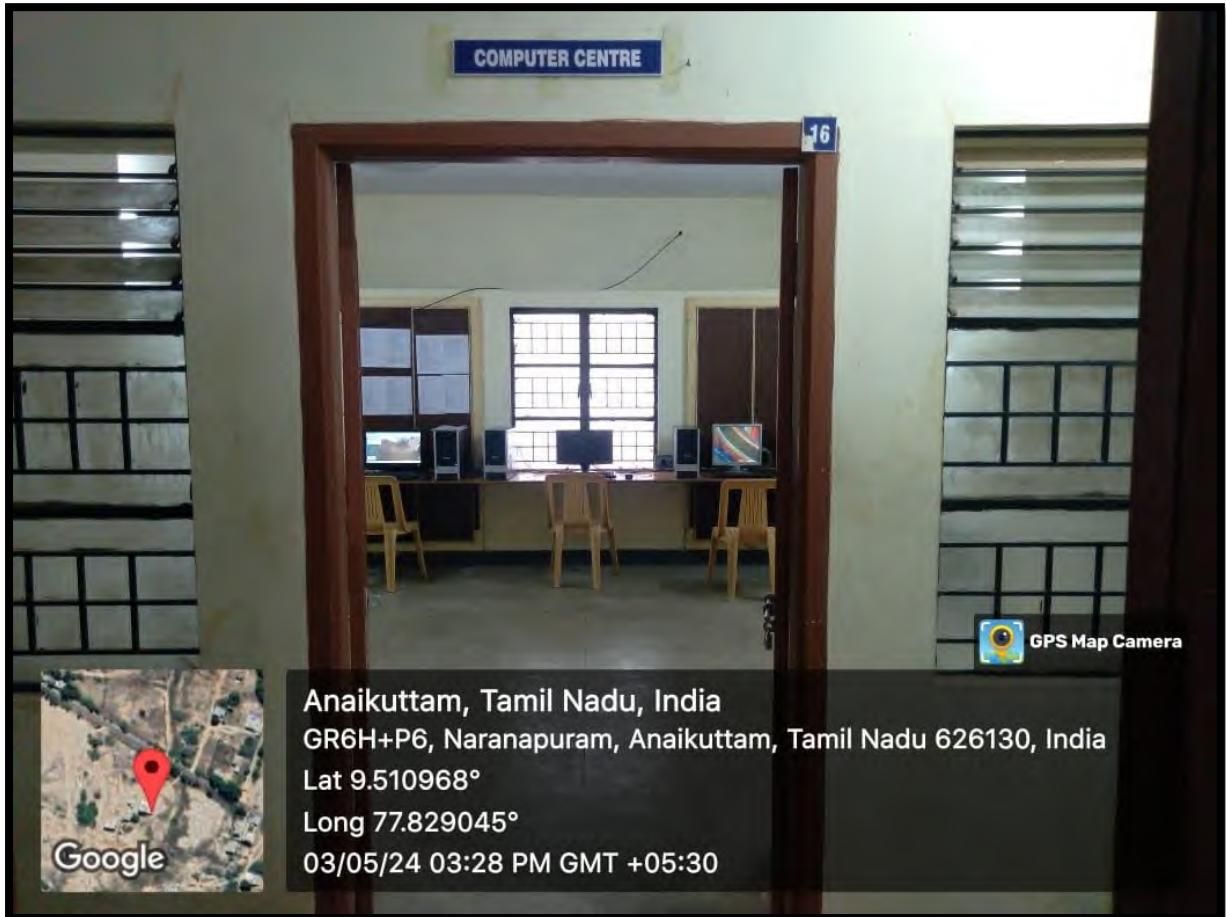 COMPUTER CENTRE
16
GPS Map Camera
Anaikuttam, Tamil Nadu, India
GR6H+P6, Naranapuram, Anaikuttam, Tamil Nadu 626130, India
Lat 9.510968°
Long 77.829045°
03/05/24 03:28 PM GMT +05:30
Google